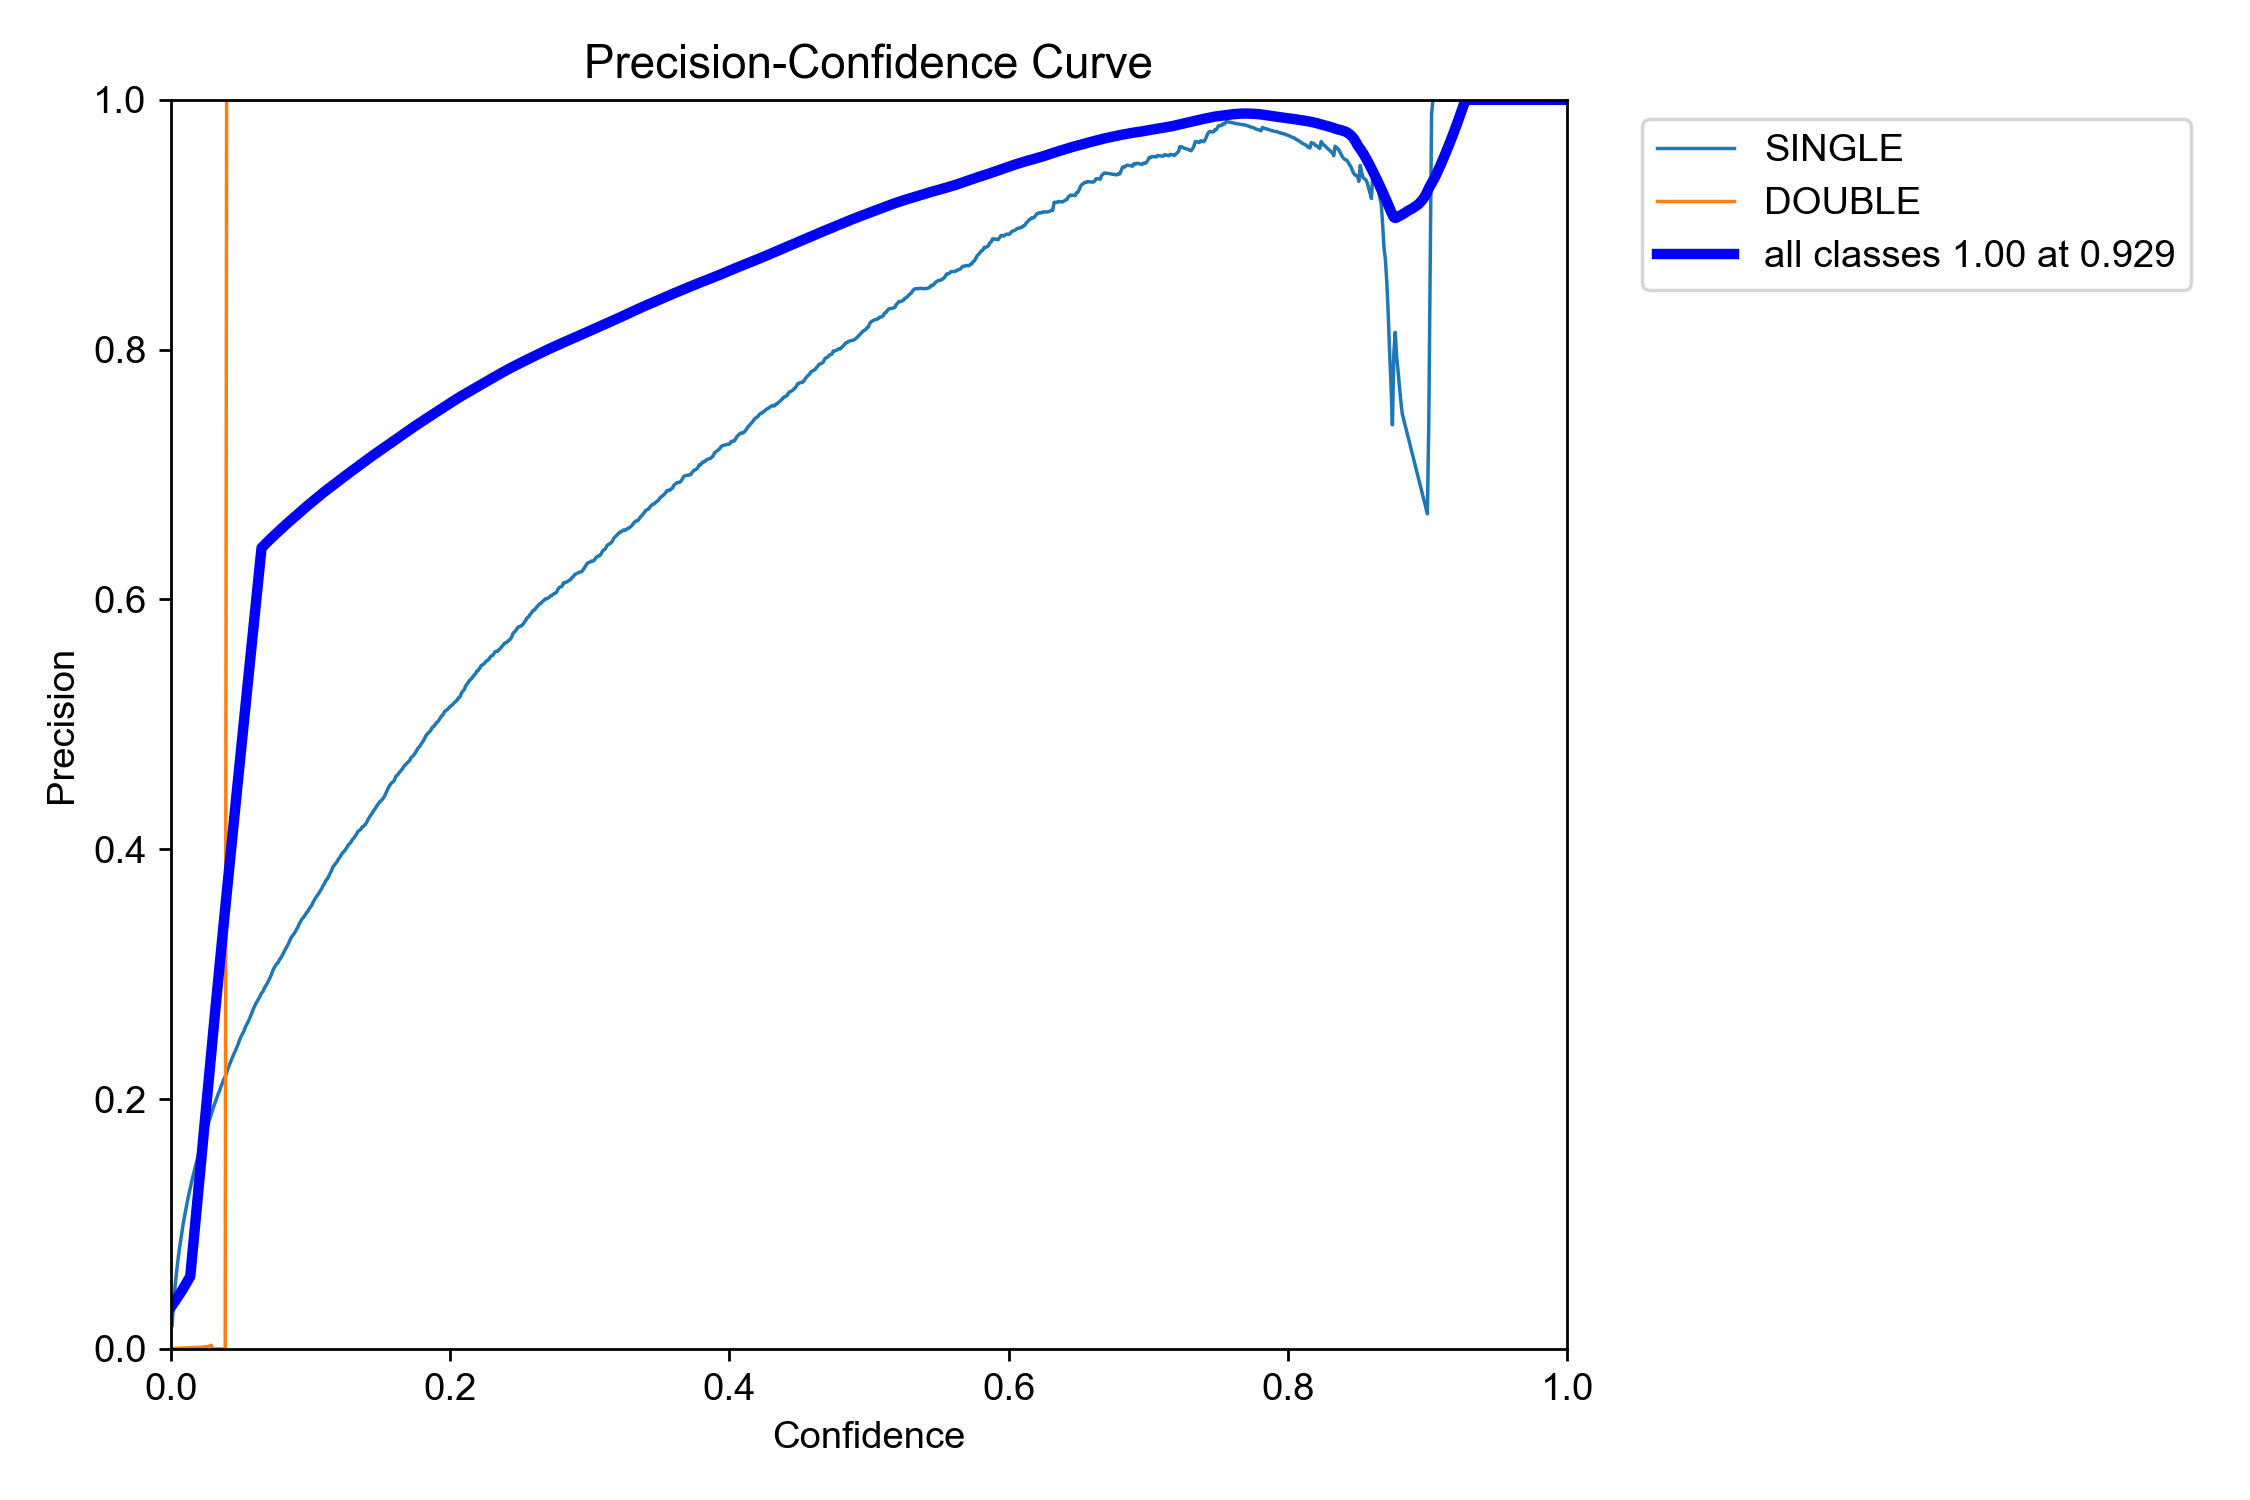 Precision-Confidence Curve
1.0
0.8
0.6
0.4
0.2
0.0
Precision
0.0 0.2 0.4 0.6 0.8 1.0
Confidence
SINGLE
DOUBLE
all classes 1.00 at 0.929